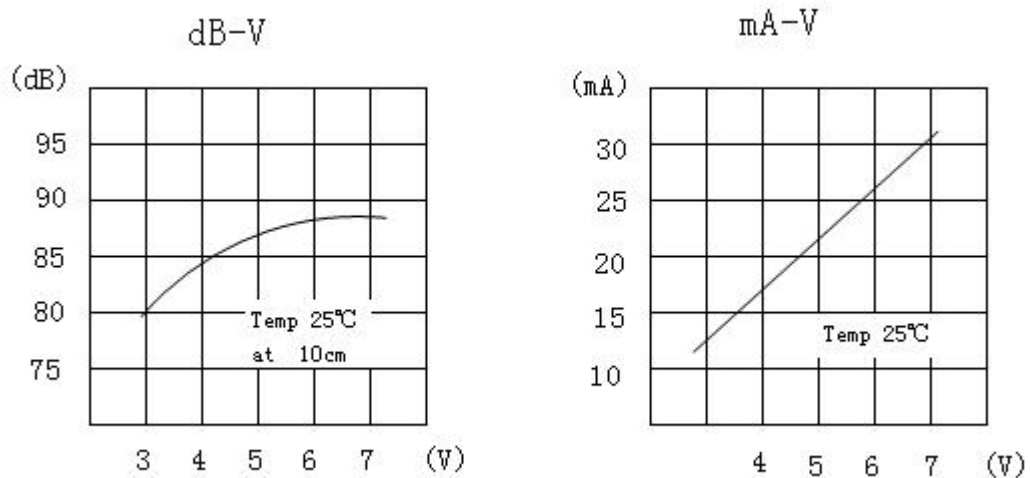 dB-V
(dB)
95
90
85
80
75
Temp 25℃
at 10cm
3 4 5 6 7 (V)
mA-V
(mA)
30
25
20
15
10
Temp 25℃
4 5 6 7 (V)